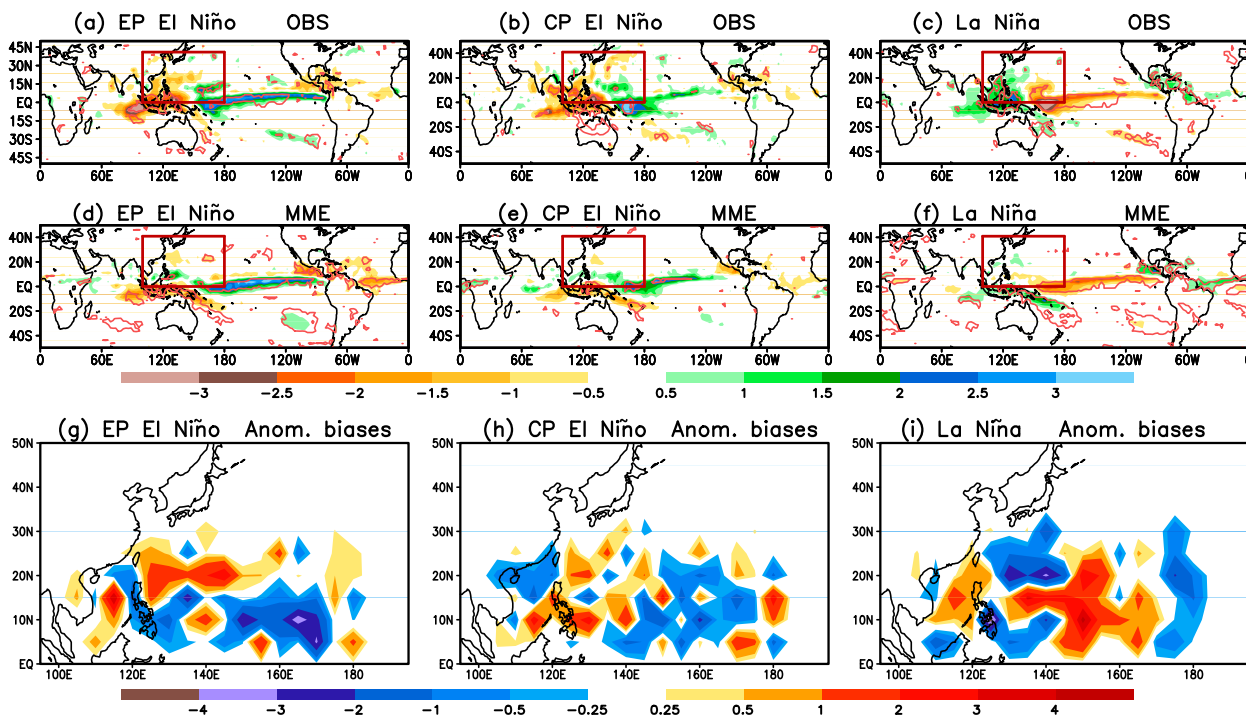 (a) EP El Niño OBS
(b) CP El Niño OBS
(c) La Niña OBS
45N
30N
15N
EQ
15S
30S
45S
0 60E 120E 180 120W 60W 0
40N
20N
EQ
20S
40S
0 60E 120E 180 120W 60W 0
40N
20N
EQ
20S
40S
0 60E 120E 180 120W 60W 0
(d) EP El Niño MME
(e) CP El Niño MME
(f) La Niña MME
40N
20N
EQ
20S
40S
0 60E 120E 180 120W 60W 0
40N
20N
EQ
20S
40S
0 60E 120E 180 120W 60W 0
40N
20N
EQ
20S
40S
0 60E 120E 180 120W 60W 0
−3 −2.5 −2 −1.5 −1 −0.5 0.5 1 1.5 2 2.5 3
(g) EP El Niño Anom. biases
(h) CP El Niño Anom. biases
(i) La Niña Anom. biases
50N
40N
30N
20N
10N
EQ
100E 120E 140E 160E 180
50N
40N
30N
20N
10N
EQ
100E 120E 140E 160E 180
50N
40N
30N
20N
10N
EQ
100E 120E 140E 160E 180
−4 −3 −2 −1 −0.5 −0.25 0.25 0.5 1 2 3 4